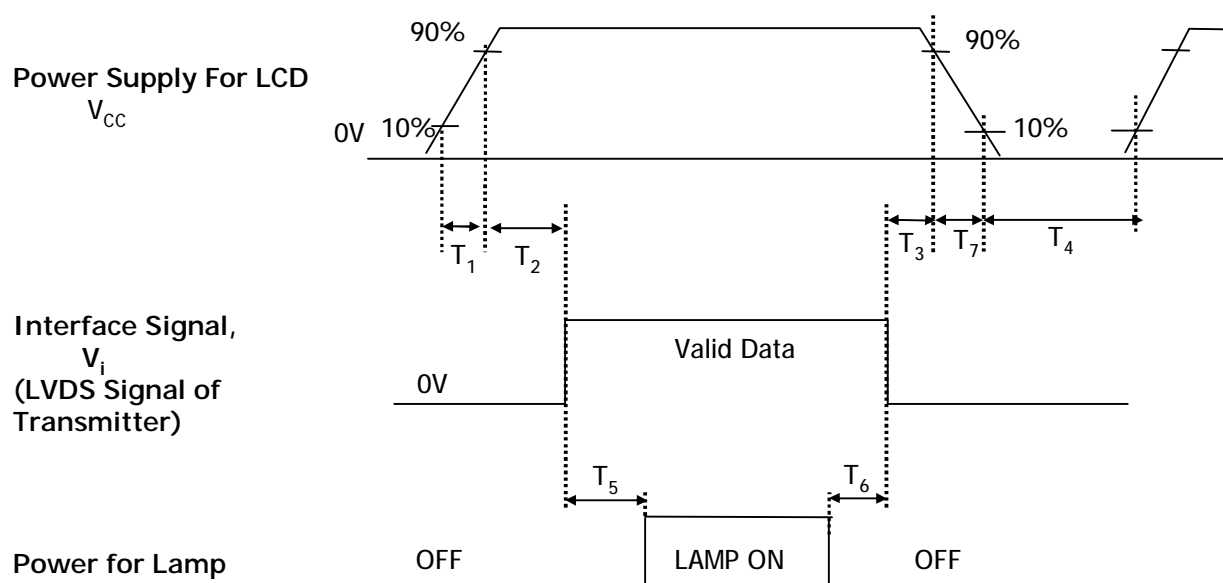 90%
90%
Power Supply For LCD
VCC
0V
10%
10%
T1
T2
T3
T7
T4
Interface Signal,
Vi
(LVDS Signal of
Transmitter)
Valid Data
0V
T5
T6
Power for Lamp
OFF
LAMP ON
OFF